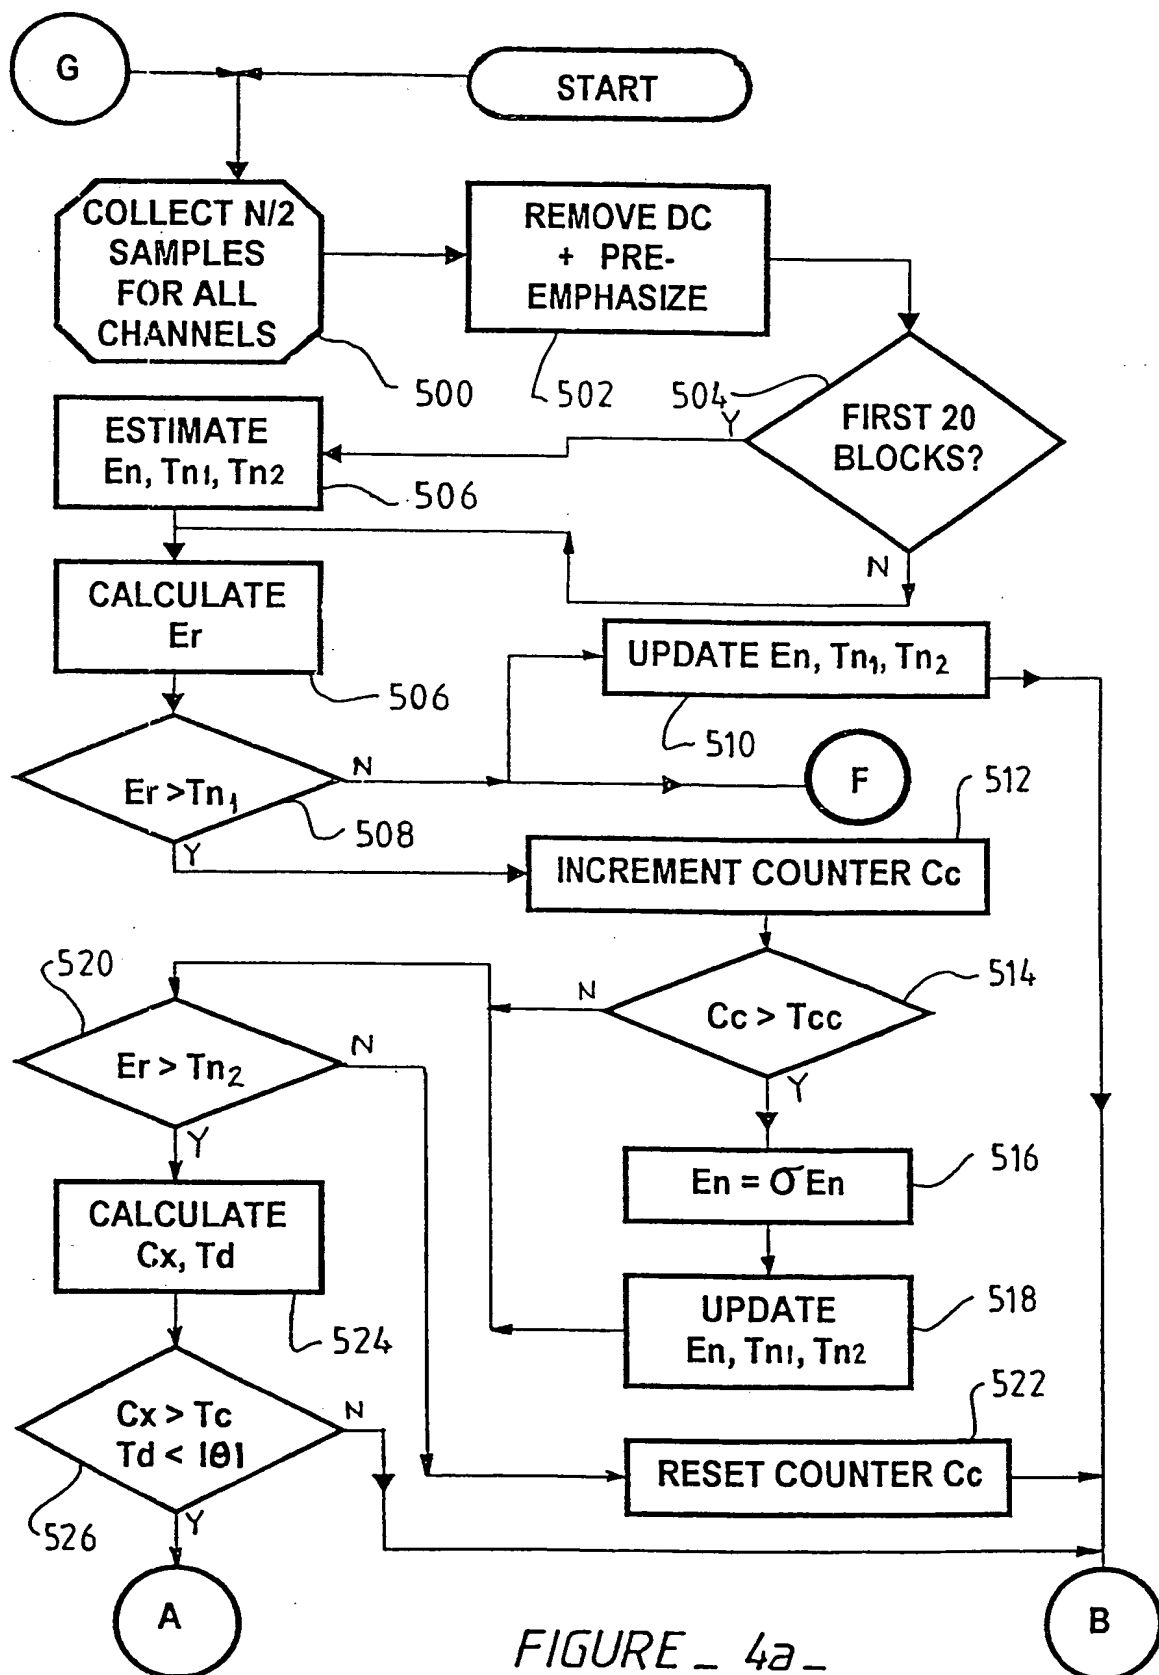 G
START
COLLECT N/2
SAMPLES
FOR ALL
CHANNELS
500
REMOVE DC
+ PRE-
EMPHASIZE
502
504
FIRST 20
BLOCKS?
Y
N
ESTIMATE
En, Tn1, Tn2
506
CALCULATE
Er
506
UPDATE En, Tn1, Tn2
510
Er >Tn1
N
508
Y
F
512
INCREMENT COUNTER Cc
514
Cc > Tcc
N
Y
520
Er > Tn2
N
Y
516
En = σ En
CALCULATE
Cx, Td
524
518
UPDATE
En, Tn1, Tn2
522
RESET COUNTER Cc
Cx > Tc
Td < |θ|
N
526
Y
A
B
FIGURE _ 4a _